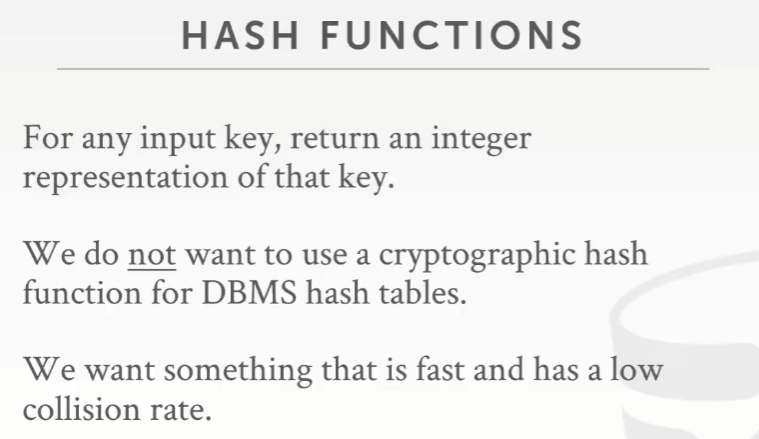 HASH FUNCTIONS
For any input key, return an integer
representation of that key.
We do not want to use a cryptographic hash
function for DBMS hash tables.
We want something that is fast and has a low
collision rate.